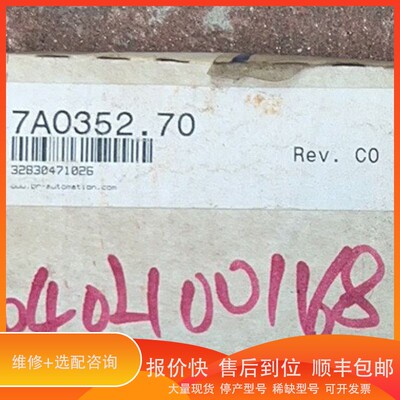 7A0352.70
Rev. C0
32830471026
www.br-automation.com
0404001V8
维修+选配咨询
报价快 售后到位 顺丰包邮
大量现货 停产型号 稀缺型号 可开发票